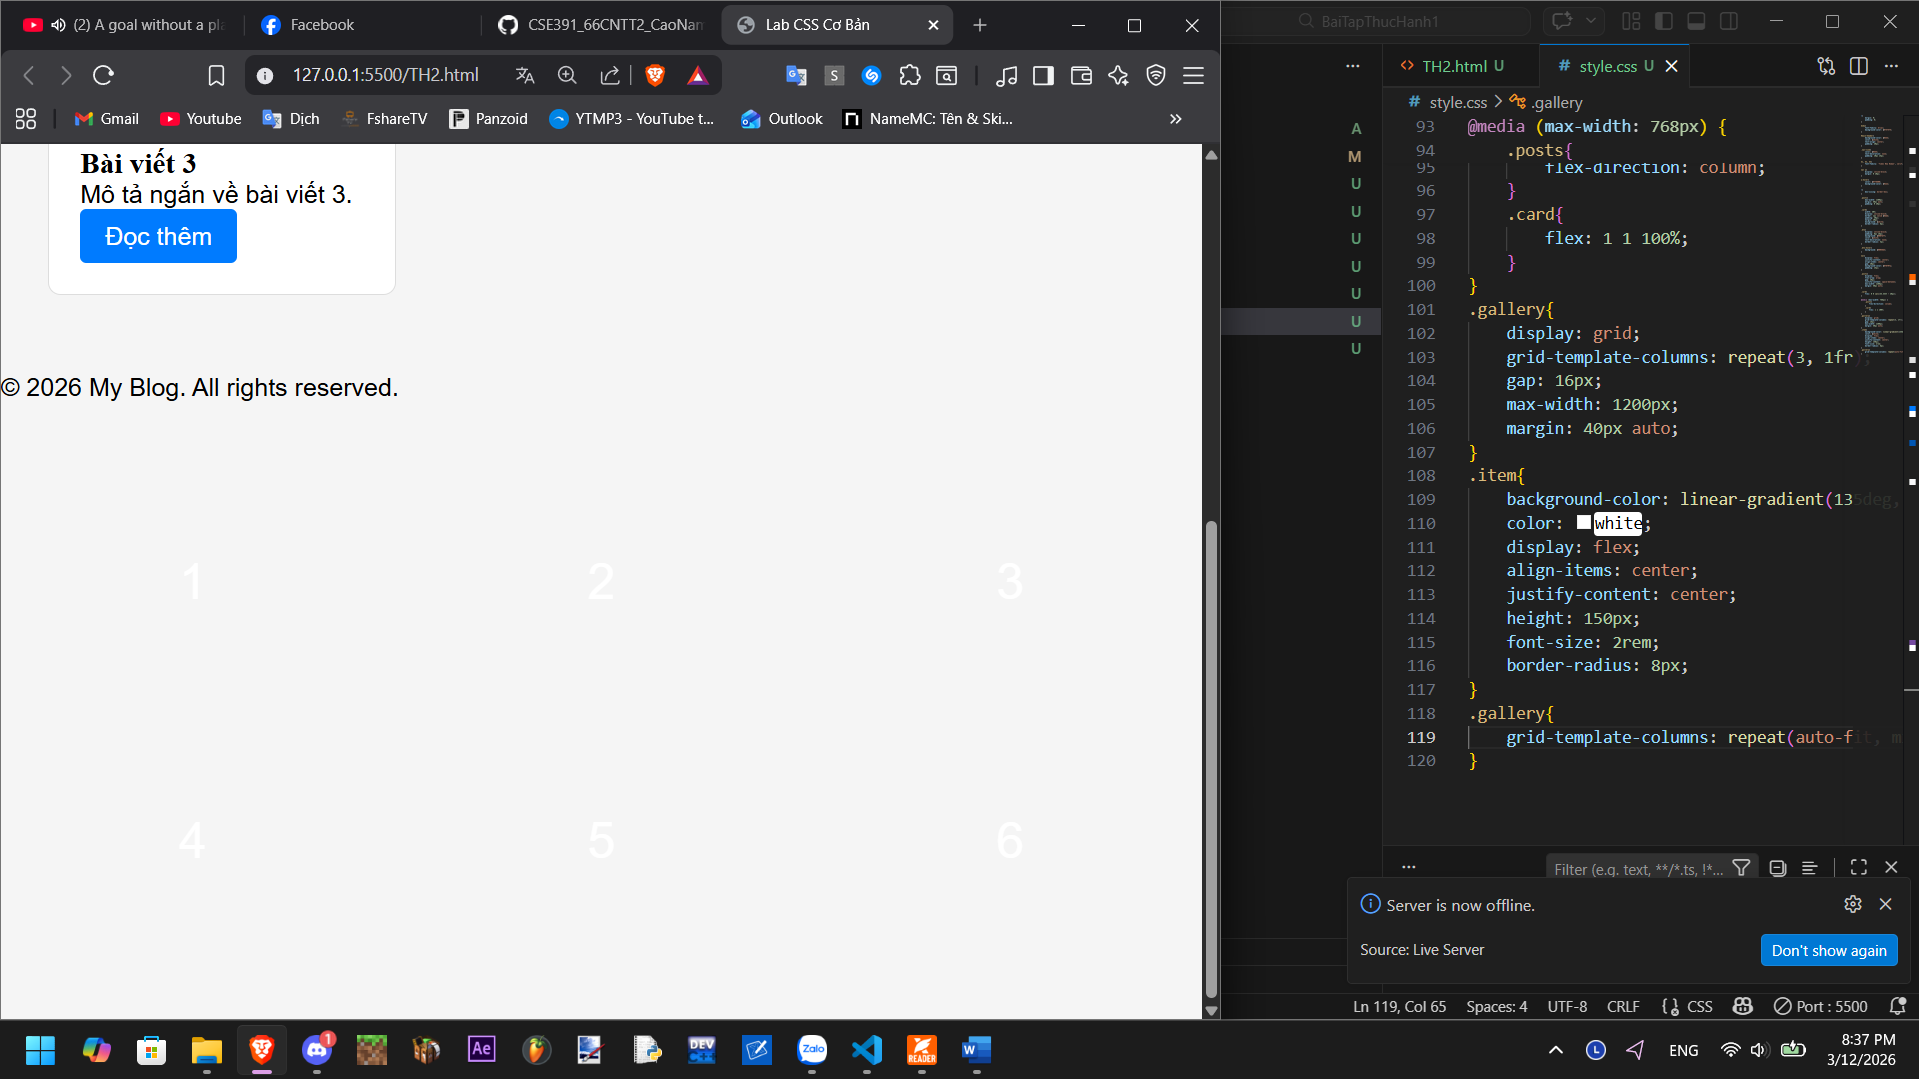 (2) A goal without a pla
Facebook
CSE391_66CNTT2_CaoNam
Lab CSS Cơ Bản
BaiTapThucHanh1
127.0.0.1:5500/TH2.html
TH2.html U
# style.css U
Gmail
Youtube
Dịch
FshareTV
Panzoid
YTMP3 - YouTube t...
Outlook
NameMC: Tên & Ski...
»
# style.css > .gallery
A
M
U
U
U
U
U
U
U
Bài viết 3
Mô tả ngắn về bài viết 3.
Đọc thêm
© 2026 My Blog. All rights reserved.
1
2
3
4
5
6
93 @media (max-width: 768px) {
94 .posts{
95 flex-direction: column;
96 }
97 .card{
98 flex: 1 1 100%;
99 }
100 }
101 .gallery{
102 display: grid;
103 grid-template-columns: repeat(3, 1fr);
104 gap: 16px;
105 max-width: 1200px;
106 margin: 40px auto;
107 }
108 .item{
109 background-color: linear-gradient(135deg,
110 color: white;
111 display: flex;
112 align-items: center;
113 justify-content: center;
114 height: 150px;
115 font-size: 2rem;
116 border-radius: 8px;
117 }
118 .gallery{
119 grid-template-columns: repeat(auto-fit, m
120 }
Filter (e.g. text, **/*.ts, !*...
Server is now offline.
Source: Live Server
Don't show again
Ln 119, Col 65
Spaces: 4
UTF-8
CRLF
{} CSS
Port : 5500
1
Ae
DEV
C++
Zalo
READER
W
L
ENG
8:37 PM
3/12/2026